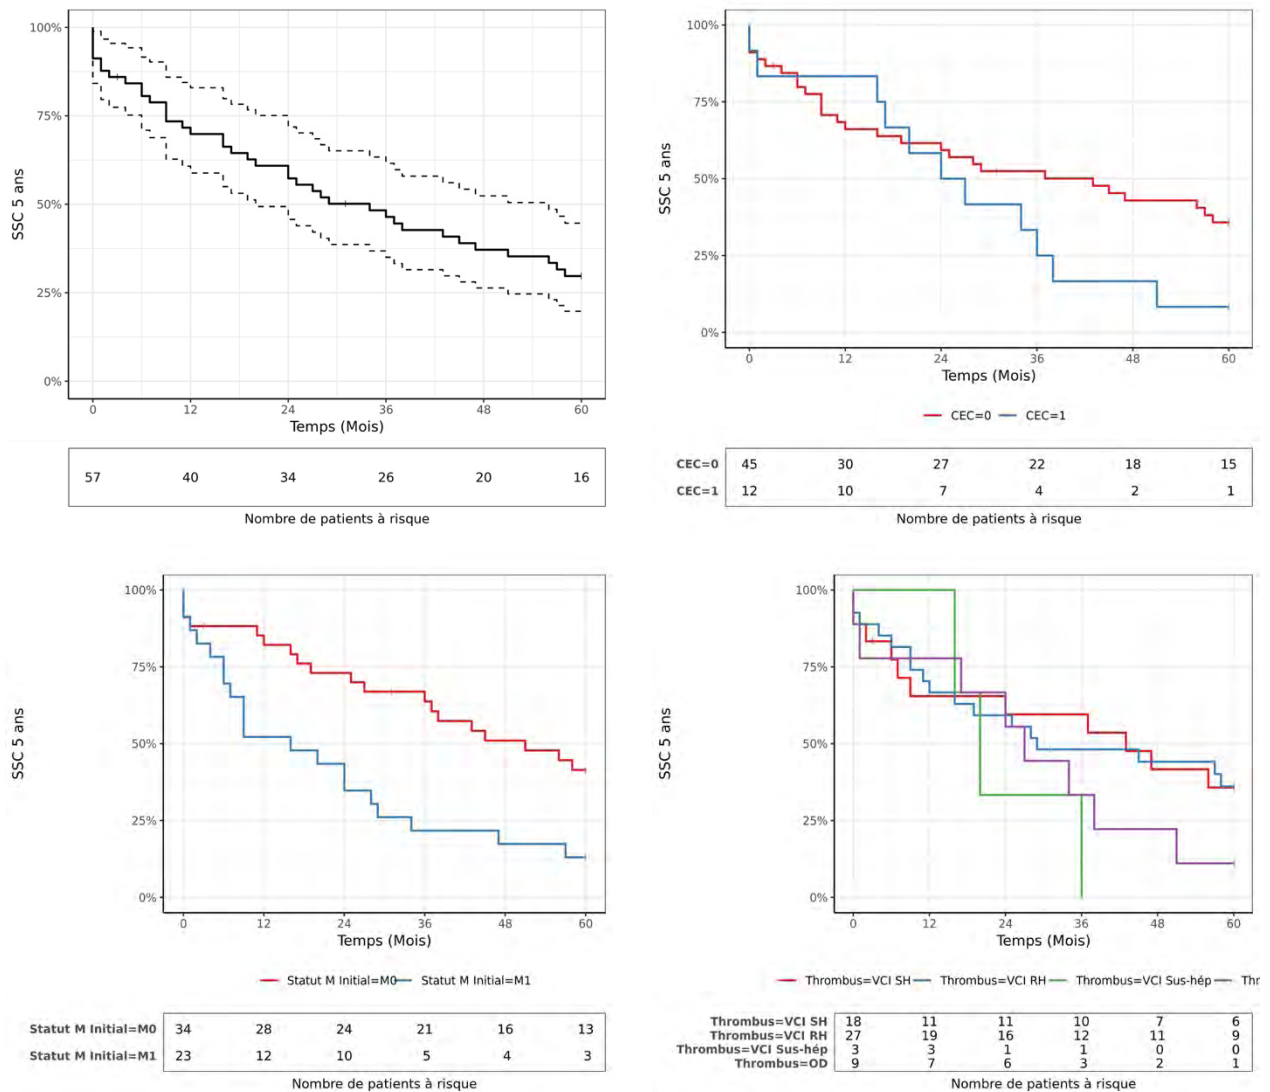 100%
75%
50%
25%
0%
SSC 5 ans
0 12 24 36 48 60
Temps (Mois)
57 40 34 26 20 16
Nombre de patients à risque
100%
75%
50%
25%
0%
SSC 5 ans
0 12 24 36 48 60
Temps (Mois)
CEC=0 CEC=1
CEC=0 45 30 27 22 18 15
CEC=1 12 10 7 4 2 1
Nombre de patients à risque
100%
75%
50%
25%
0%
SSC 5 ans
0 12 24 36 48 60
Temps (Mois)
Statut M Initial=M0 Statut M Initial=M1
Statut M Initial=M0 34 28 24 21 16 13
Statut M Initial=M1 23 12 10 5 4 3
Nombre de patients à risque
100%
75%
50%
25%
0%
SSC 5 ans
0 12 24 36 48 60
Temps (Mois)
Thrombus=VCI SH Thrombus=VCI RH Thrombus=VCI Sus-hép Thr
Thrombus=VCI SH 18 11 11 10 7 6
Thrombus=VCI RH 27 19 16 12 11 9
Thrombus=VCI Sus-hép 3 3 1 1 0 0
Thrombus=OD 9 7 6 3 2 1
Nombre de patients à risque